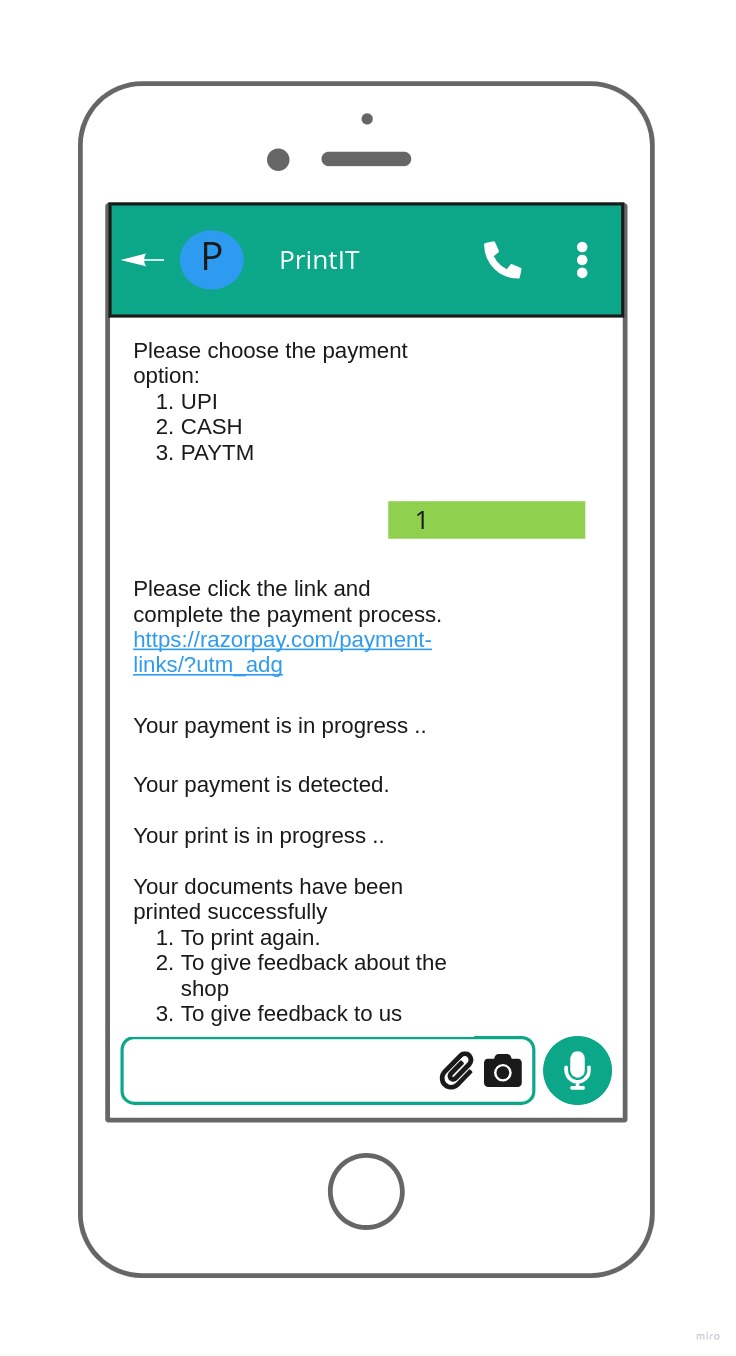 P
PrintIT
Please choose the payment
option:
1. UPI
2. CASH
3. PAYTM
1
Please click the link and
complete the payment process.
https://razorpay.com/payment-
links/?utm_adg
Your payment is in progress ..
Your payment is detected.
Your print is in progress ..
Your documents have been
printed successfully
1. To print again.
2. To give feedback about the
shop
3. To give feedback to us
miro